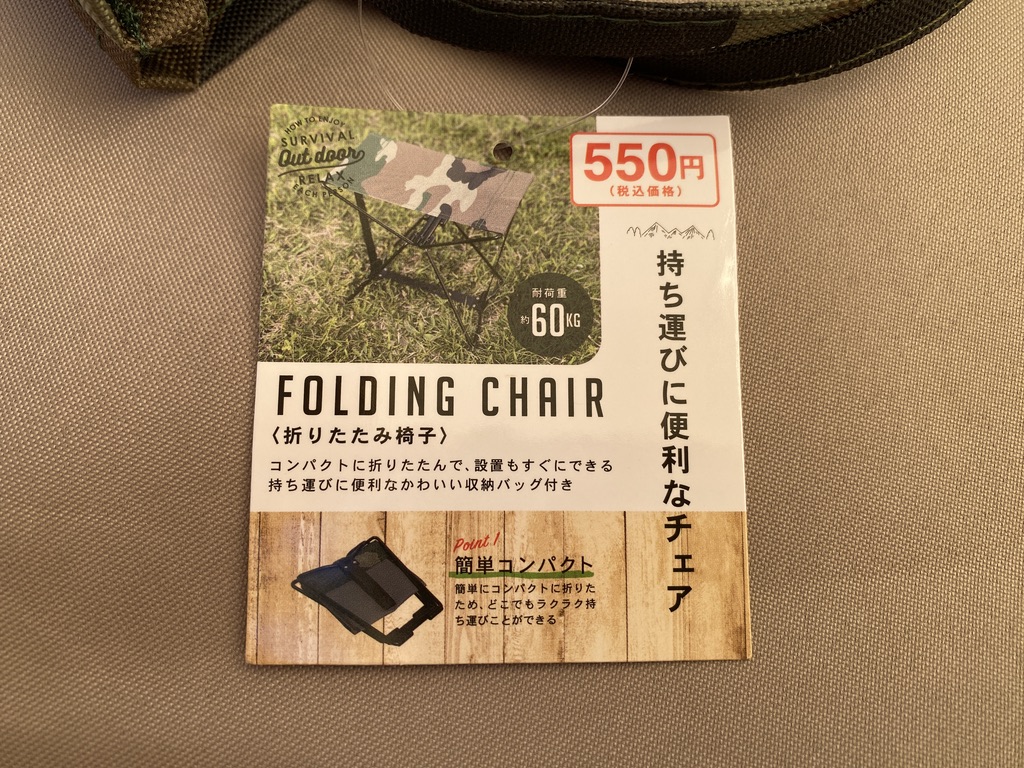 HOW TO ENJOY
SURVIVAL
Out door
RELAX
EACH PERSON
550円
(税込価格)
持ち運びに便利なチェア
耐荷重
約60KG
FOLDING CHAIR
〈折りたたみ椅子〉
コンパクトに折りたたんで、設置もすぐにできる
持ち運びに便利なかわいい収納バッグ付き
Point 1
簡単コンパクト
簡単にコンパクトに折りた
ため、どこでもラクラク持
ち運びことができる